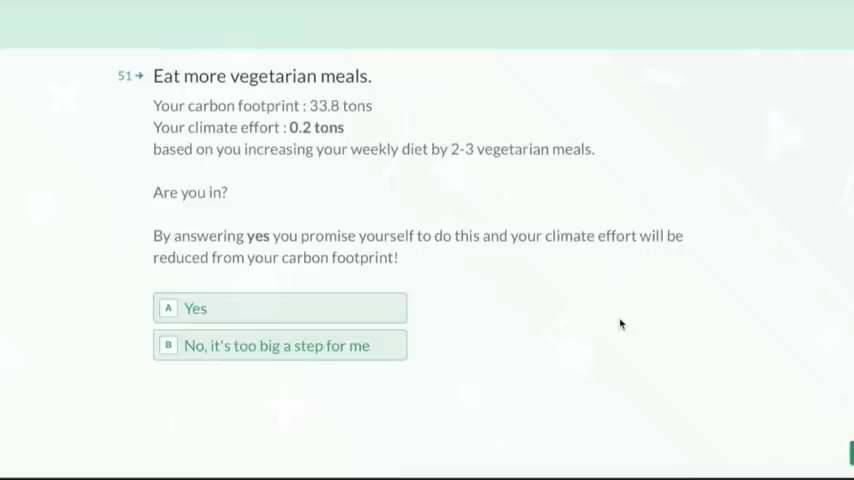 51→ Eat more vegetarian meals.
Your carbon footprint : 33.8 tons
Your climate effort : 0.2 tons
based on you increasing your weekly diet by 2-3 vegetarian meals.
Are you in?
By answering yes you promise yourself to do this and your climate effort will be
reduced from your carbon footprint!
A Yes
B No, it's too big a step for me